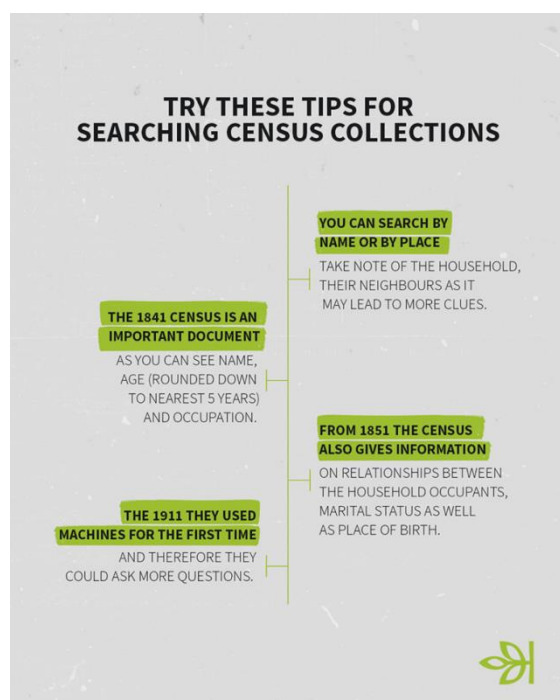 TRY THESE TIPS FOR
SEARCHING CENSUS COLLECTIONS
YOU CAN SEARCH BY
NAME OR BY PLACE
TAKE NOTE OF THE HOUSEHOLD,
THEIR NEIGHBOURS AS IT
MAY LEAD TO MORE CLUES.
THE 1841 CENSUS IS AN
IMPORTANT DOCUMENT
AS YOU CAN SEE NAME,
AGE (ROUNDED DOWN
TO NEAREST 5 YEARS)
AND OCCUPATION.
FROM 1851 THE CENSUS
ALSO GIVES INFORMATION
ON RELATIONSHIPS BETWEEN
THE HOUSEHOLD OCCUPANTS,
MARITAL STATUS AS WELL
AS PLACE OF BIRTH.
THE 1911 THEY USED
MACHINES FOR THE FIRST TIME
AND THEREFORE THEY
COULD ASK MORE QUESTIONS.